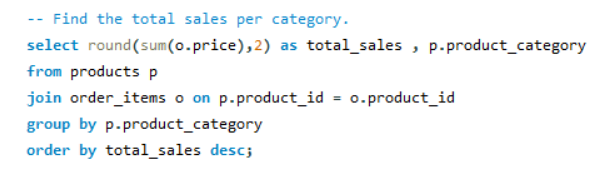 -- Find the total sales per category.
select round(sum(o.price),2) as total_sales , p.product_category
from products p
join order_items o on p.product_id = o.product_id
group by p.product_category
order by total_sales desc;